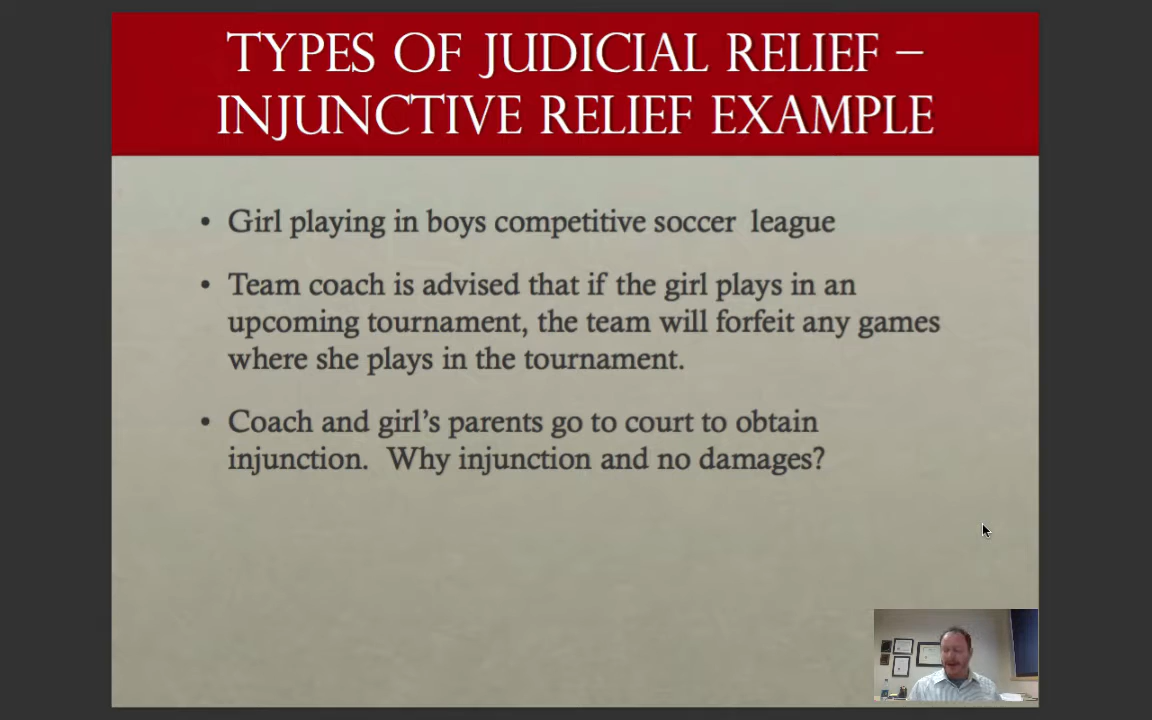 TYPES OF JUDICIAL RELIEF –
INJUNCTIVE RELIEF EXAMPLE
• Girl playing in boys competitive soccer league
• Team coach is advised that if the girl plays in an
upcoming tournament, the team will forfeit any games
where she plays in the tournament.
• Coach and girl’s parents go to court to obtain
injunction. Why injunction and no damages?